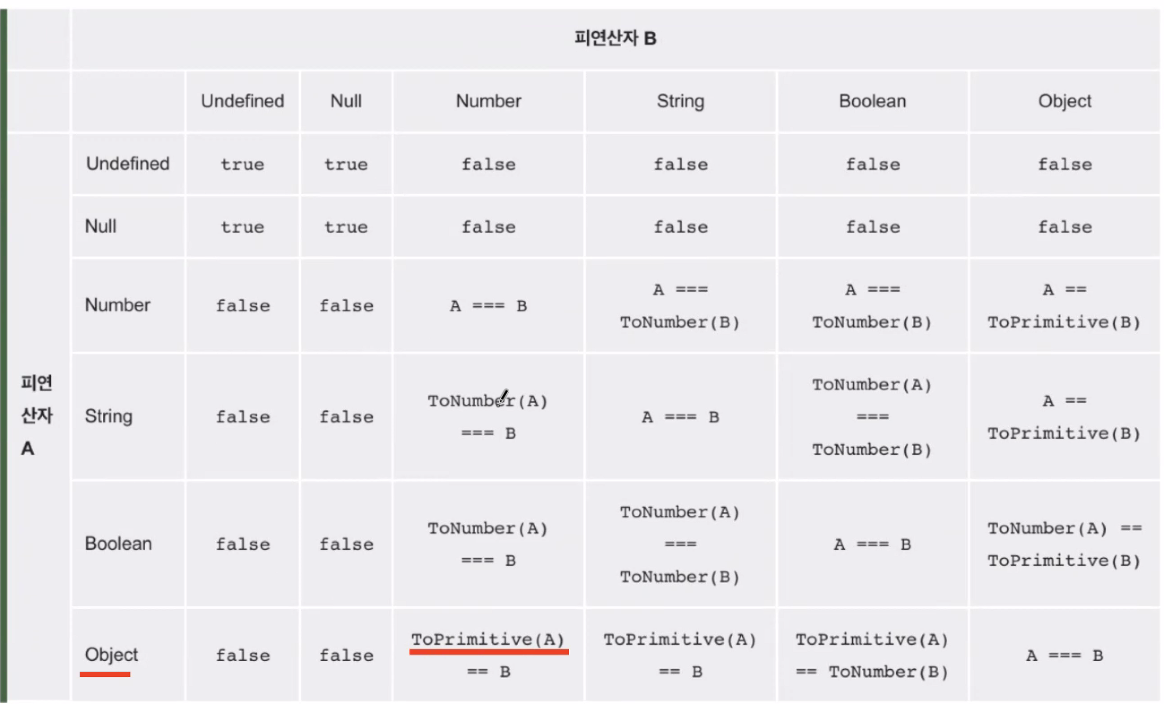 피연산자 B
Undefined Null Number String Boolean Object
Undefined true true false false false false
Null true true false false false false
Number false false A === B A === ToNumber(B) A === ToNumber(B) A == ToPrimitive(B)
피연산자 A
String false false ToNumber(A) === B A === B ToNumber(A) === ToNumber(B) A == ToPrimitive(B)
Boolean false false ToNumber(A) === B ToNumber(A) === ToNumber(B) A === B ToNumber(A) == ToPrimitive(B)
Object false false ToPrimitive(A) == B ToPrimitive(A) == B ToPrimitive(A) == ToNumber(B) A === B